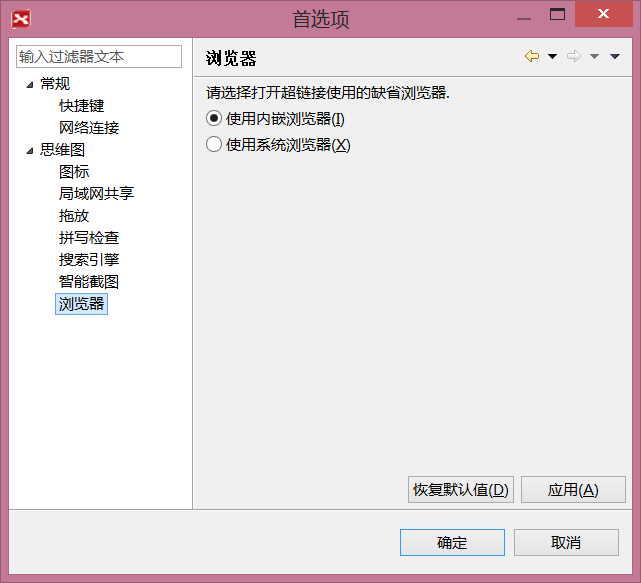 首选项
输入过滤器文本
常规
快捷键
网络连接
思维图
图标
局域网共享
拖放
拼写检查
搜索引擎
智能截图
浏览器
浏览器
请选择打开超链接使用的缺省浏览器.
使用内嵌浏览器(I)
使用系统浏览器(X)
恢复默认值(D)
应用(A)
确定
取消